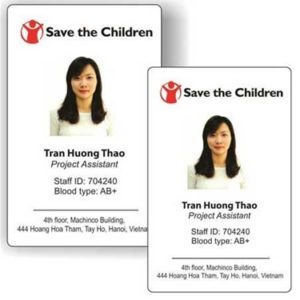 Save the Children
Tran Huong Thao
Project Assistant
Staff ID: 704240
Blood type: AB+
4th floor, Machinco Building,
444 Hoang Hoa Tham, Tay Ho, Hanoi, Vietnam
Save the Children
Tran Huong Thao
Project Assistant
Staff ID: 704240
Blood type: AB+
4th floor, Machinco Building,
444 Hoang Hoa Tham, Tay Ho, Hanoi, Vietnam